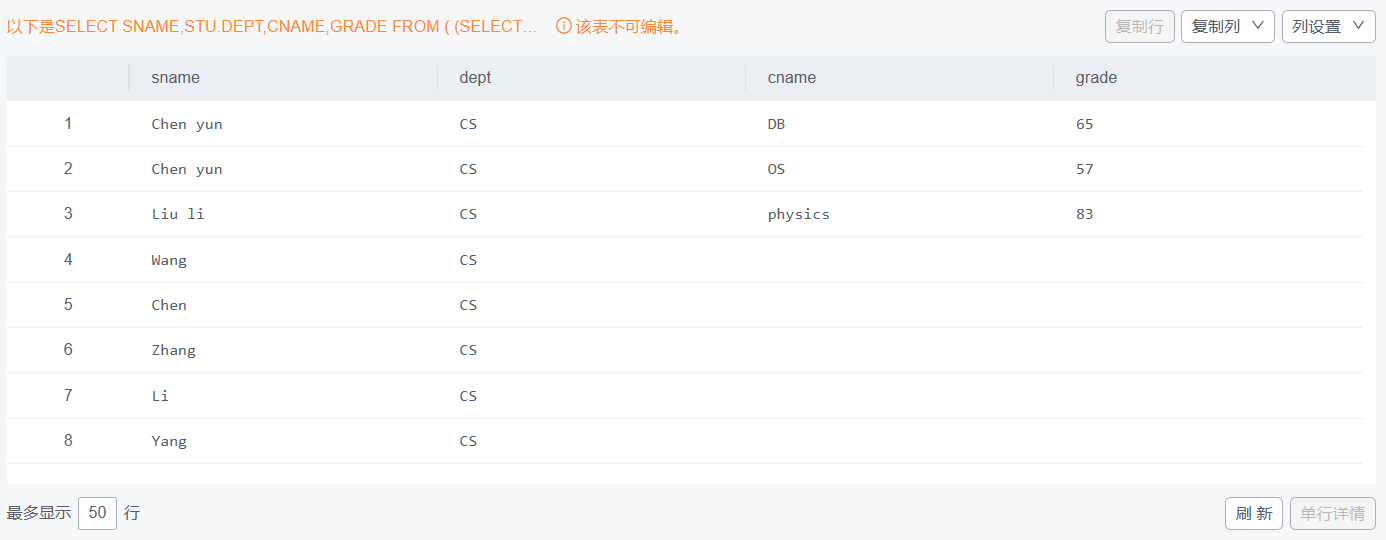 以下是SELECT SNAME,STU.DEPT,CNAME,GRADE FROM ( (SELECT... 该表不可编辑。 复制行 复制列 列设置
sname dept cname grade
1 Chen yun CS DB 65
2 Chen yun CS OS 57
3 Liu li CS physics 83
4 Wang CS
5 Chen CS
6 Zhang CS
7 Li CS
8 Yang CS
最多显示 50 行 刷 新 单行详情